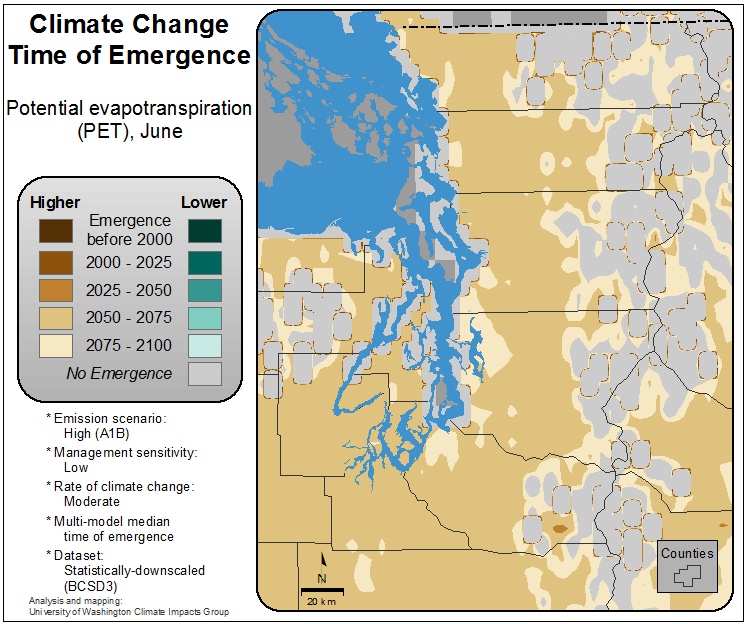 Climate Change
Time of Emergence
Potential evapotranspiration
(PET), June
Higher Lower
Emergence
before 2000
2000 - 2025
2025 - 2050
2050 - 2075
2075 - 2100
No Emergence
* Emission scenario:
High (A1B)
* Management sensitivity:
Low
* Rate of climate change:
Moderate
* Multi-model median
time of emergence
* Dataset:
Statistically-downscaled
(BCSD3)
Analysis and mapping:
University of Washington Climate Impacts Group
N
20 km
Counties